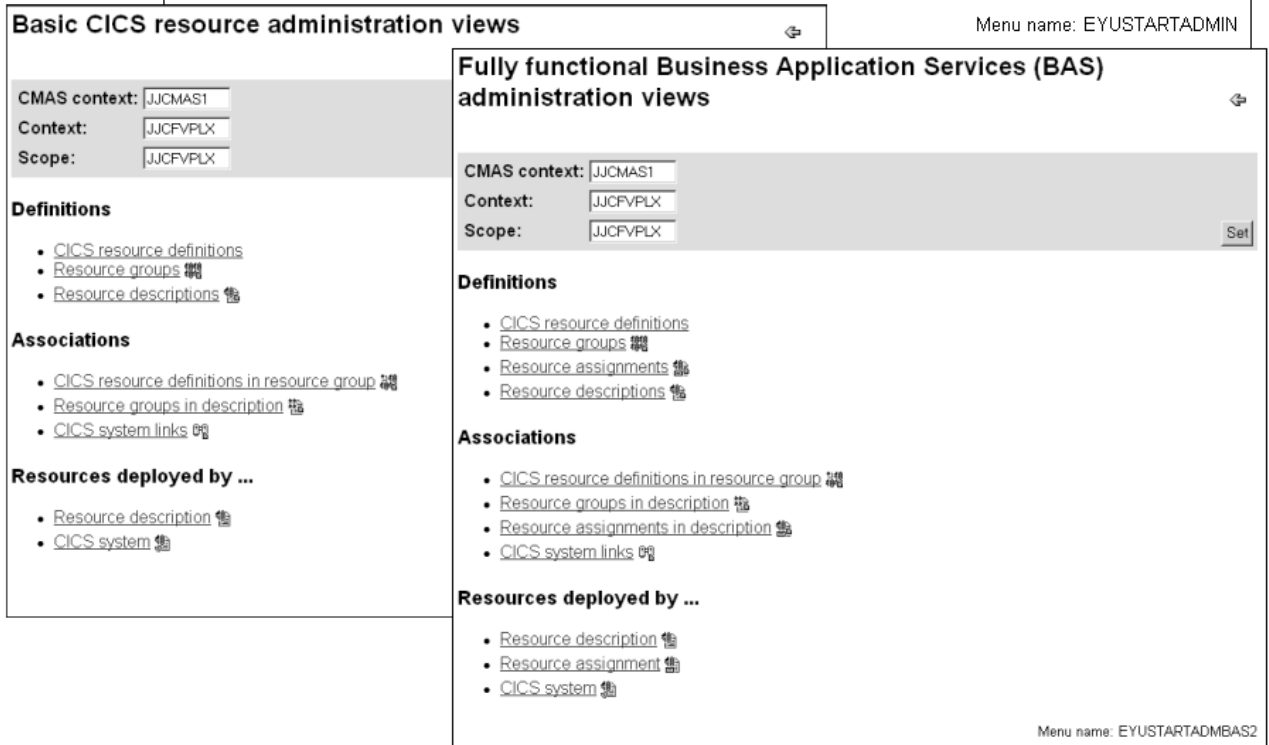 Basic CICS resource administration views
Menu name: EYUSTARTADMIN
CMAS context: JJCMAS1
Context: JJCFVPLX
Scope: JJCFVPLX
Definitions
• CICS resource definitions
• Resource groups
• Resource descriptions
Associations
• CICS resource definitions in resource group
• Resource groups in description
• CICS system links
Resources deployed by ...
• Resource description
• CICS system
Fully functional Business Application Services (BAS)
administration views
CMAS context: JJCMAS1
Context: JJCFVPLX
Scope: JJCFVPLX
Set
Definitions
• CICS resource definitions
• Resource groups
• Resource assignments
• Resource descriptions
Associations
• CICS resource definitions in resource group
• Resource groups in description
• Resource assignments in description
• CICS system links
Resources deployed by ...
• Resource description
• Resource assignment
• CICS system
Menu name: EYUSTARTADMBAS2